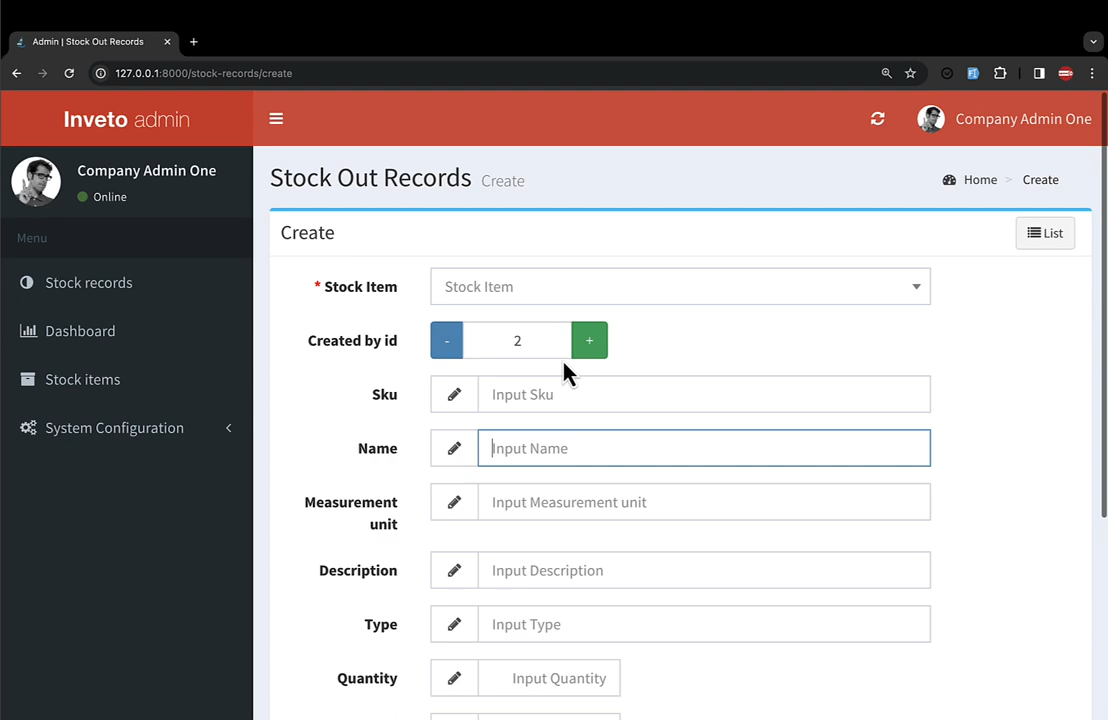 Admin | Stock Out Records
127.0.0.1:8000/stock-records/create
Inveto admin
Company Admin One
Company Admin One
Online
Menu
Stock records
Dashboard
Stock items
System Configuration
Stock Out Records Create
Home > Create
Create
List
* Stock Item
Stock Item
Created by id
- 2 +
Sku
Input Sku
Name
Input Name
Measurement
unit
Input Measurement unit
Description
Input Description
Type
Input Type
Quantity
Input Quantity